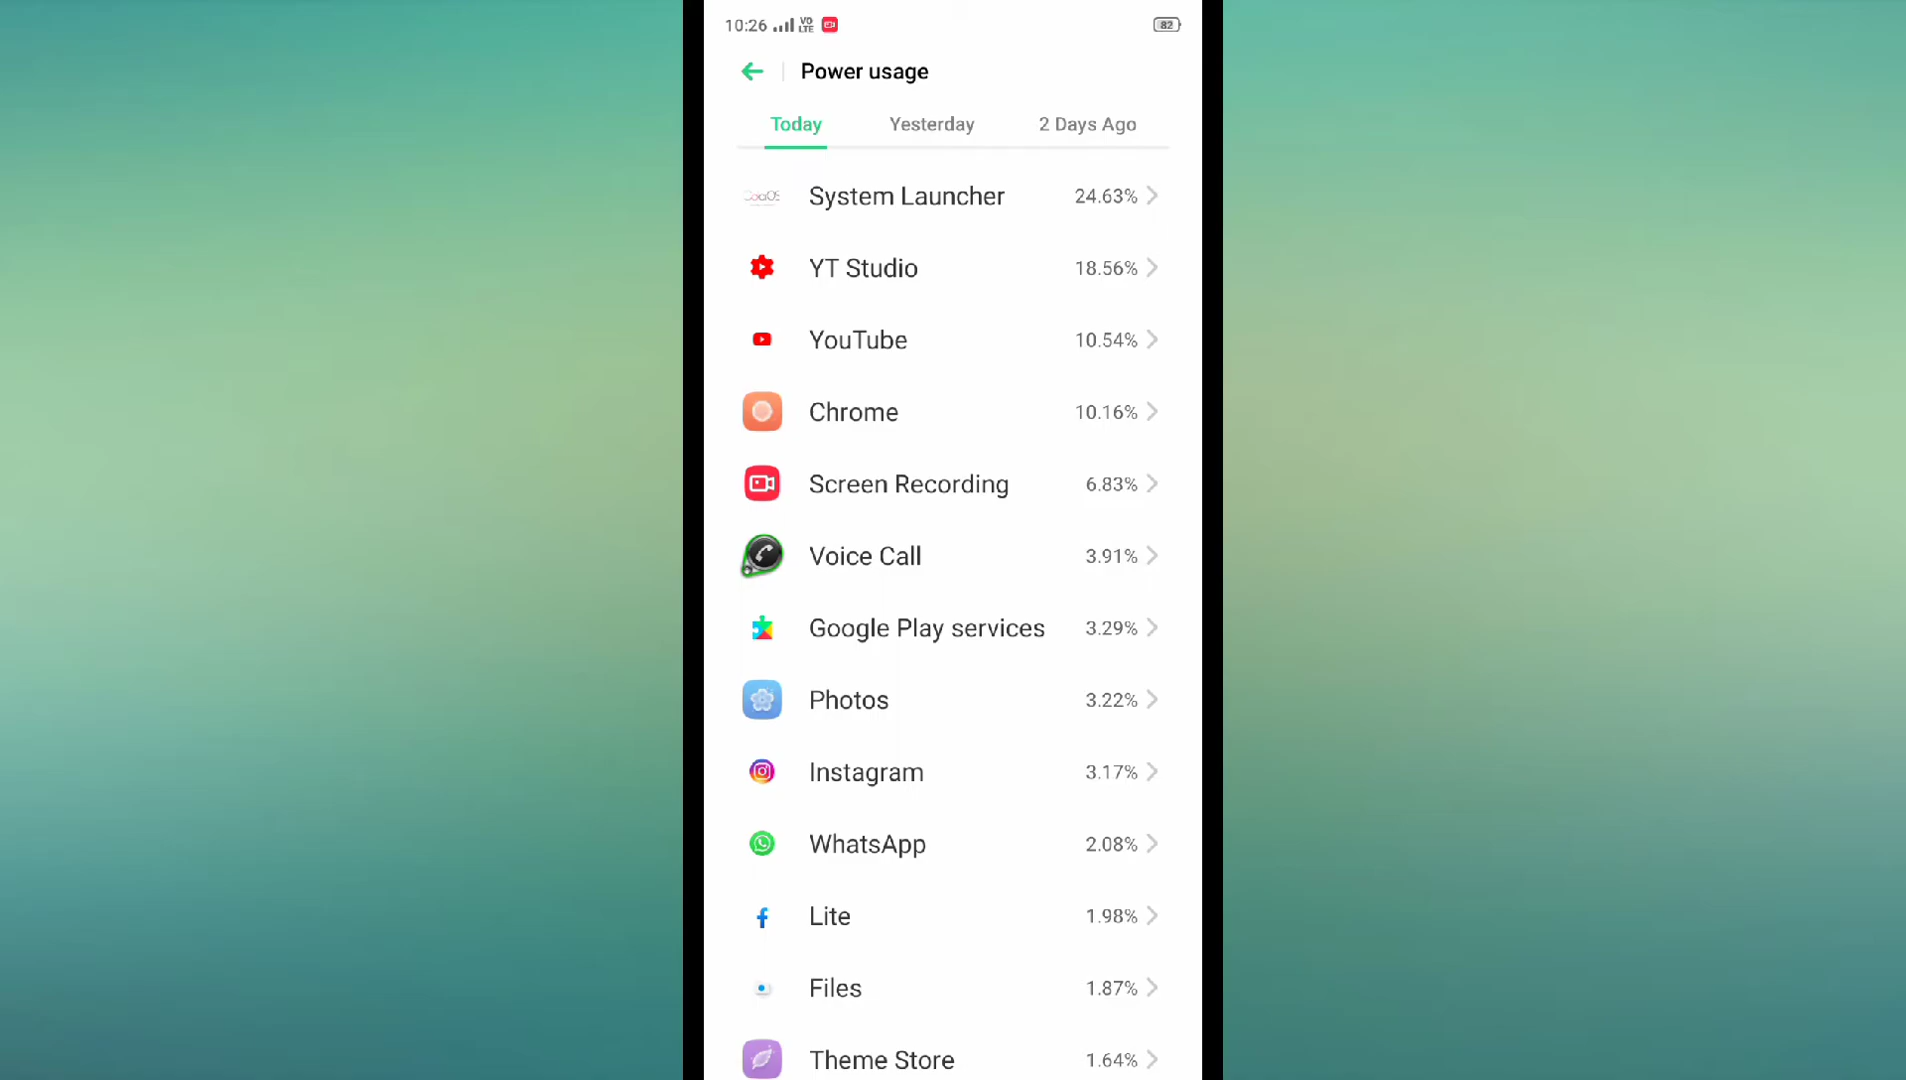 10:26 VO LTE 82
Power usage
Today Yesterday 2 Days Ago
System Launcher 24.63%
YT Studio 18.56%
YouTube 10.54%
Chrome 10.16%
Screen Recording 6.83%
Voice Call 3.91%
Google Play services 3.29%
Photos 3.22%
Instagram 3.17%
WhatsApp 2.08%
Lite 1.98%
Files 1.87%
Theme Store 1.64%